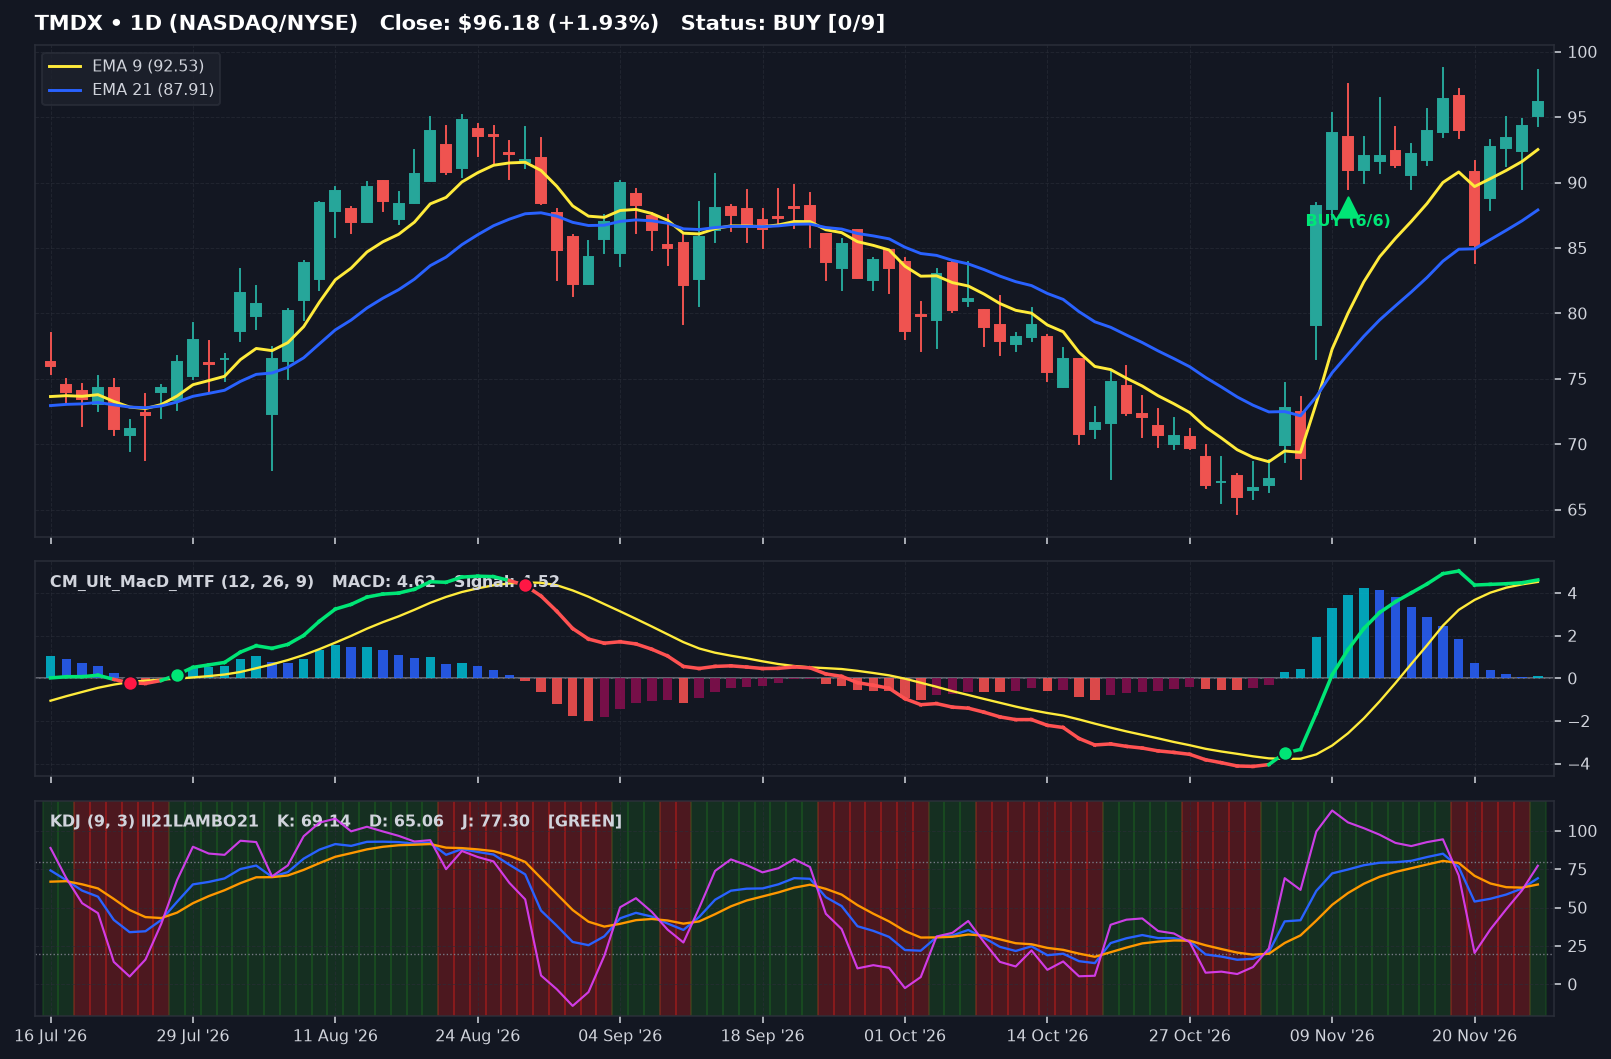 TMDX • 1D (NASDAQ/NYSE)   Close: $96.18 (+1.93%)   Status: BUY [0/9]
EMA 9 (92.53)
EMA 21 (87.91)
100
95
90
85
80
75
70
65
BUY (6/6)
CM_Ult_MacD_MTF (12, 26, 9)   MACD: 4.62   Signal: 4.52
4
2
0
−2
−4
KDJ (9, 3) II21LAMBO21   K: 69.14   D: 65.06   J: 77.30   [GREEN]
100
75
50
25
0
16 Jul '26
29 Jul '26
11 Aug '26
24 Aug '26
04 Sep '26
18 Sep '26
01 Oct '26
14 Oct '26
27 Oct '26
09 Nov '26
20 Nov '26